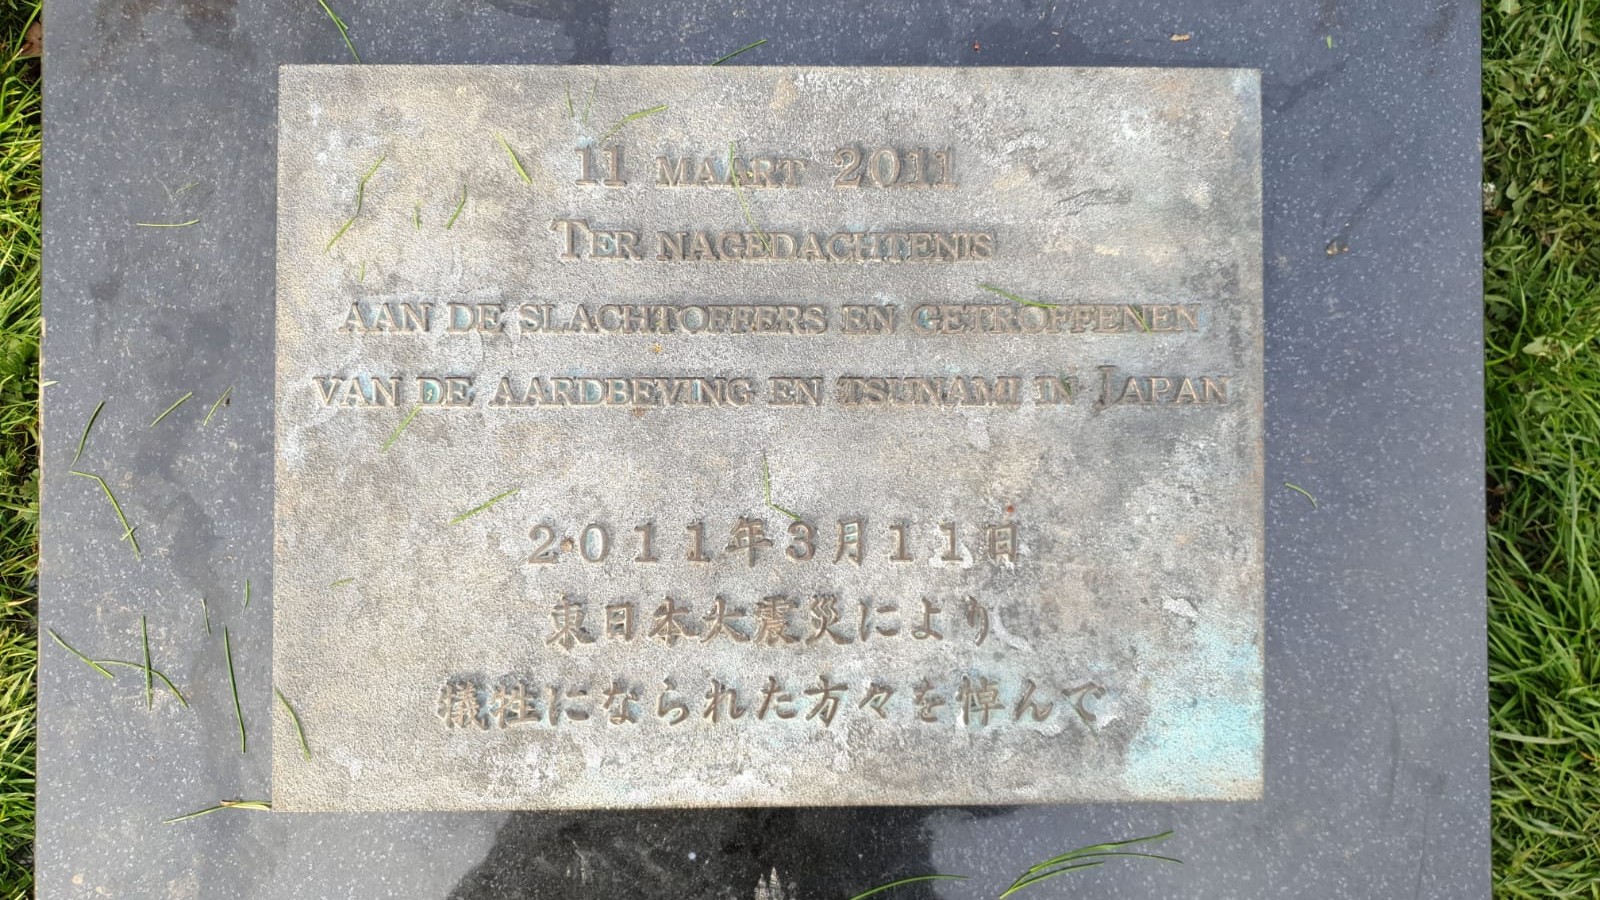 11 MAART 2011
TER NAGEDACHTENIS
AAN DE SLACHTOFFERS EN GETROFFENEN
VAN DE AARDBEVING EN TSUNAMI IN JAPAN
2011年3月11日
東日本大震災により
犠牲になられた方々を悼んで